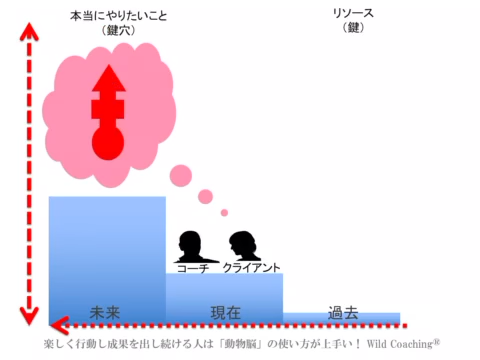 本当にやりたいこと
(鍵穴)
リソース
(鍵)
コーチ
クライアント
未来
現在
過去
楽しく行動し成果を出し続ける人は「動物脳」の使い方が上手い! Wild Coaching®